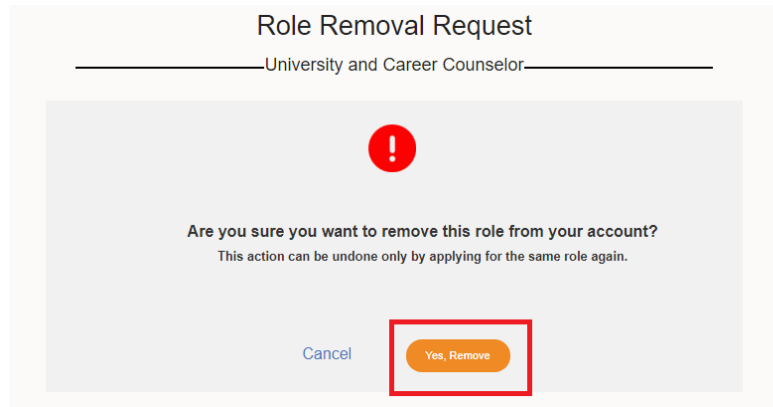 Role Removal Request
University and Career Counselor
Are you sure you want to remove this role from your account?
This action can be undone only by applying for the same role again.
Cancel
Yes, Remove